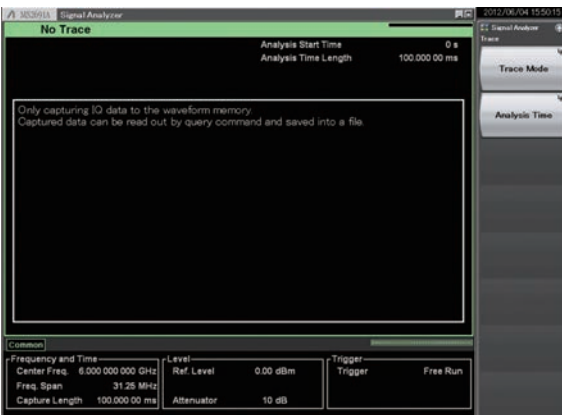 MS2691A Signal Analyzer
2012/06/04 15:50:15
No Trace
Analysis Start Time 0 s
Analysis Time Length 100.000 00 ms
Only capturing IQ data to the waveform memory
Captured data can be read out by query command and saved into a file.
Signal Analyzer
Trace
Trace Mode
Analysis Time
Common
Frequency and Time
Center Freq. 6.000 000 000 GHz
Freq. Span 31.25 MHz
Capture Length 100.000 00 ms
Level
Ref. Level 0.00 dBm
Attenuator 10 dB
Trigger
Trigger Free Run